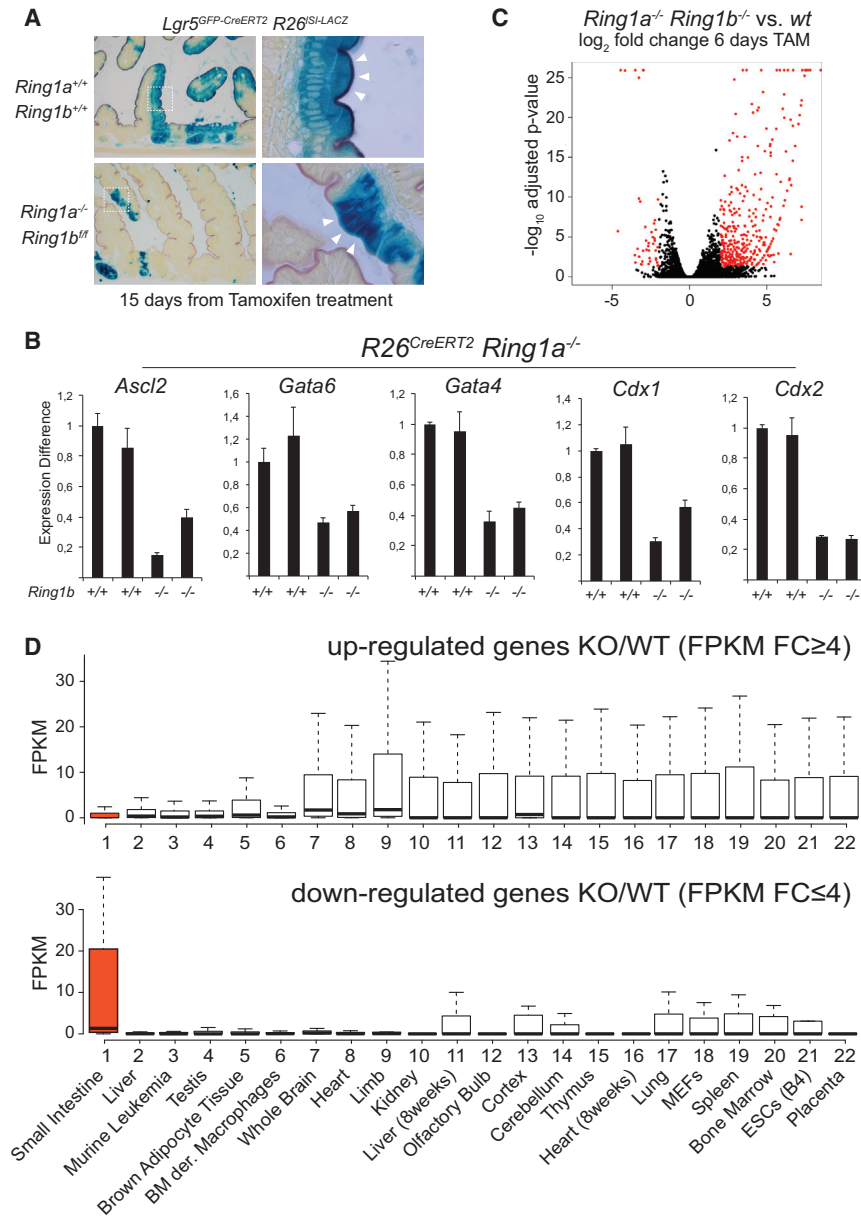 A
Lgr5GFP-CreERT2 R26lSl-LACZ
Ring1a+/+
Ring1b+/+
Ring1a-/-
Ring1bf/f
15 days from Tamoxifen treatment
C
Ring1a-/- Ring1b-/- vs. wt
log2 fold change 6 days TAM
-log10 adjusted p-value
25
20
15
10
5
0
-5 0 5
B
R26CreERT2 Ring1a-/-
Expression Difference
Ascl2
1,2
1
0,8
0,6
0,4
0,2
Gata6
1,6
1,4
1,2
1
0,8
0,6
0,4
0,2
Gata4
1,2
1
0,8
0,6
0,4
0,2
Cdx1
1,4
1,2
1
0,8
0,6
0,4
0,2
Cdx2
1,2
1
0,8
0,6
0,4
0,2
Ring1b +/+ +/+ -/- -/- +/+ +/+ -/- -/- +/+ +/+ -/- -/- +/+ +/+ -/- -/- +/+ +/+ -/- -/-
D
up-regulated genes KO/WT (FPKM FC≥4)
FPKM
30
20
10
0
1 2 3 4 5 6 7 8 9 10 11 12 13 14 15 16 17 18 19 20 21 22
down-regulated genes KO/WT (FPKM FC≤4)
FPKM
30
20
10
0
1 2 3 4 5 6 7 8 9 10 11 12 13 14 15 16 17 18 19 20 21 22
Small Intestine
Liver
Murine Leukemia
Testis
Brown Adipocyte Tissue
BM der. Macrophages
Whole Brain
Heart
Limb
Kidney
Liver (8weeks)
Olfactory Bulb
Cortex
Cerebellum
Thymus
Heart (8weeks)
Lung
MEFs
Spleen
Bone Marrow
ESCs (B4)
Placenta